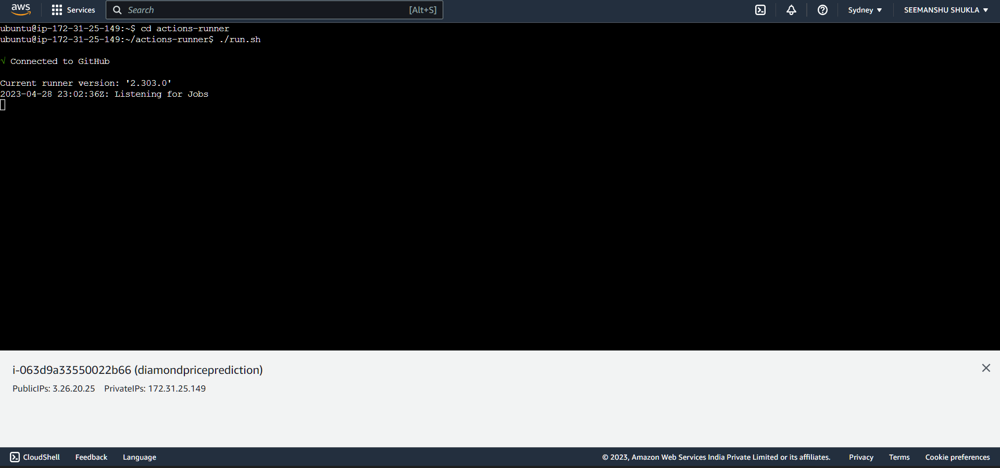 aws Services Search [Alt+S] Sydney ▼ SEEMANSHU SHUKLA ▼
ubuntu@ip-172-31-25-149:~$ cd actions-runner
ubuntu@ip-172-31-25-149:~/actions-runner$ ./run.sh
√ Connected to GitHub
Current runner version: '2.303.0'
2023-04-28 23:02:36Z: Listening for Jobs
i-063d9a33550022b66 (diamondpriceprediction)
PublicIPs: 3.26.20.25 PrivateIPs: 172.31.25.149
CloudShell Feedback Language © 2023, Amazon Web Services India Private Limited or its affiliates. Privacy Terms Cookie preferences